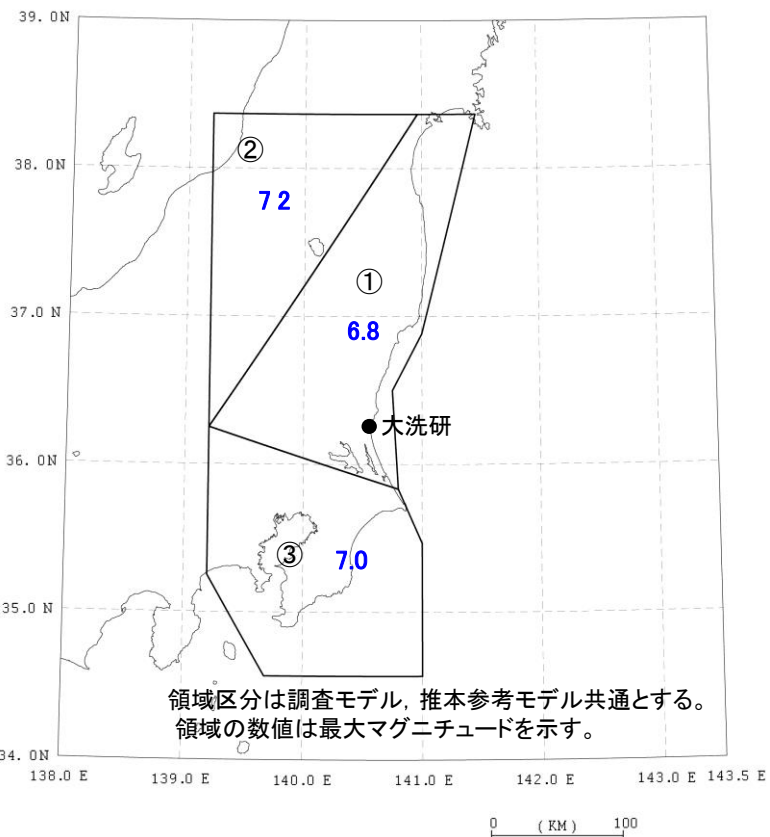 39. 0N
②
38. 0N
7 2
①
37. 0N
6.8
大洗研
36. 0N
③
7.0
35. 0N
領域区分は調査モデル, 推本参考モデル共通とする。
領域の数値は最大マグニチュードを示す。
34. 0N
138. 0 E 139. 0 E 140. 0 E 141. 0 E 142. 0 E 143. 0 E 143. 5 E
0 (KM) 100